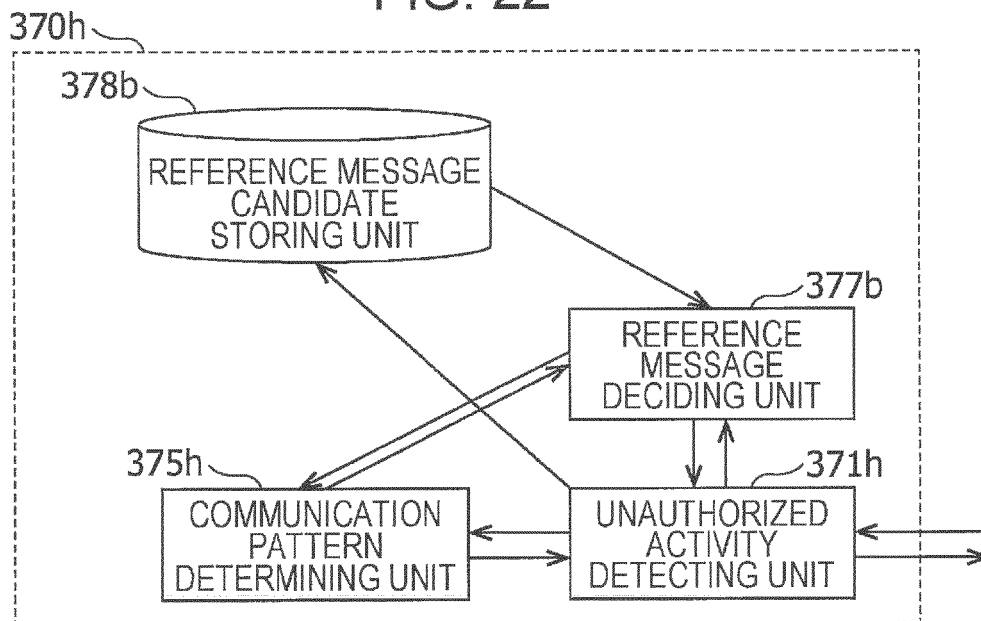 FIG. 22
370h
378b
REFERENCE MESSAGE
CANDIDATE
STORING UNIT
377b
REFERENCE
MESSAGE
DECIDING UNIT
375h
COMMUNICATION
PATTERN
DETERMINING UNIT
371h
UNAUTHORIZED
ACTIVITY
DETECTING UNIT